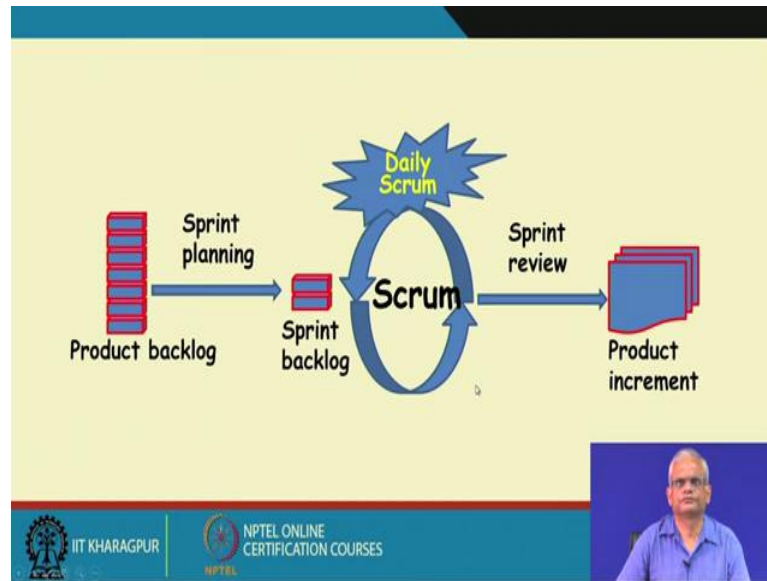 Daily
Scrum
Sprint
planning
Sprint
review
Scrum
Product backlog
Sprint
backlog
Product
increment
IIT KHARAGPUR
NPTEL
NPTEL ONLINE
CERTIFICATION COURSES